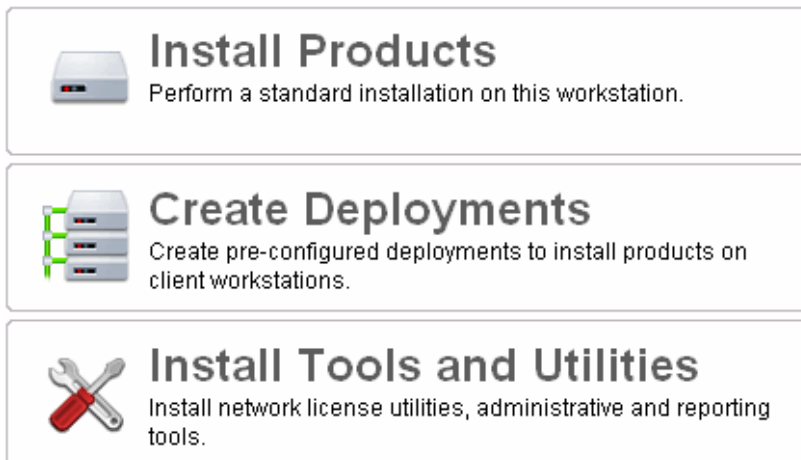 Install Products
Perform a standard installation on this workstation.
Create Deployments
Create pre-configured deployments to install products on
client workstations.
Install Tools and Utilities
Install network license utilities, administrative and reporting
tools.